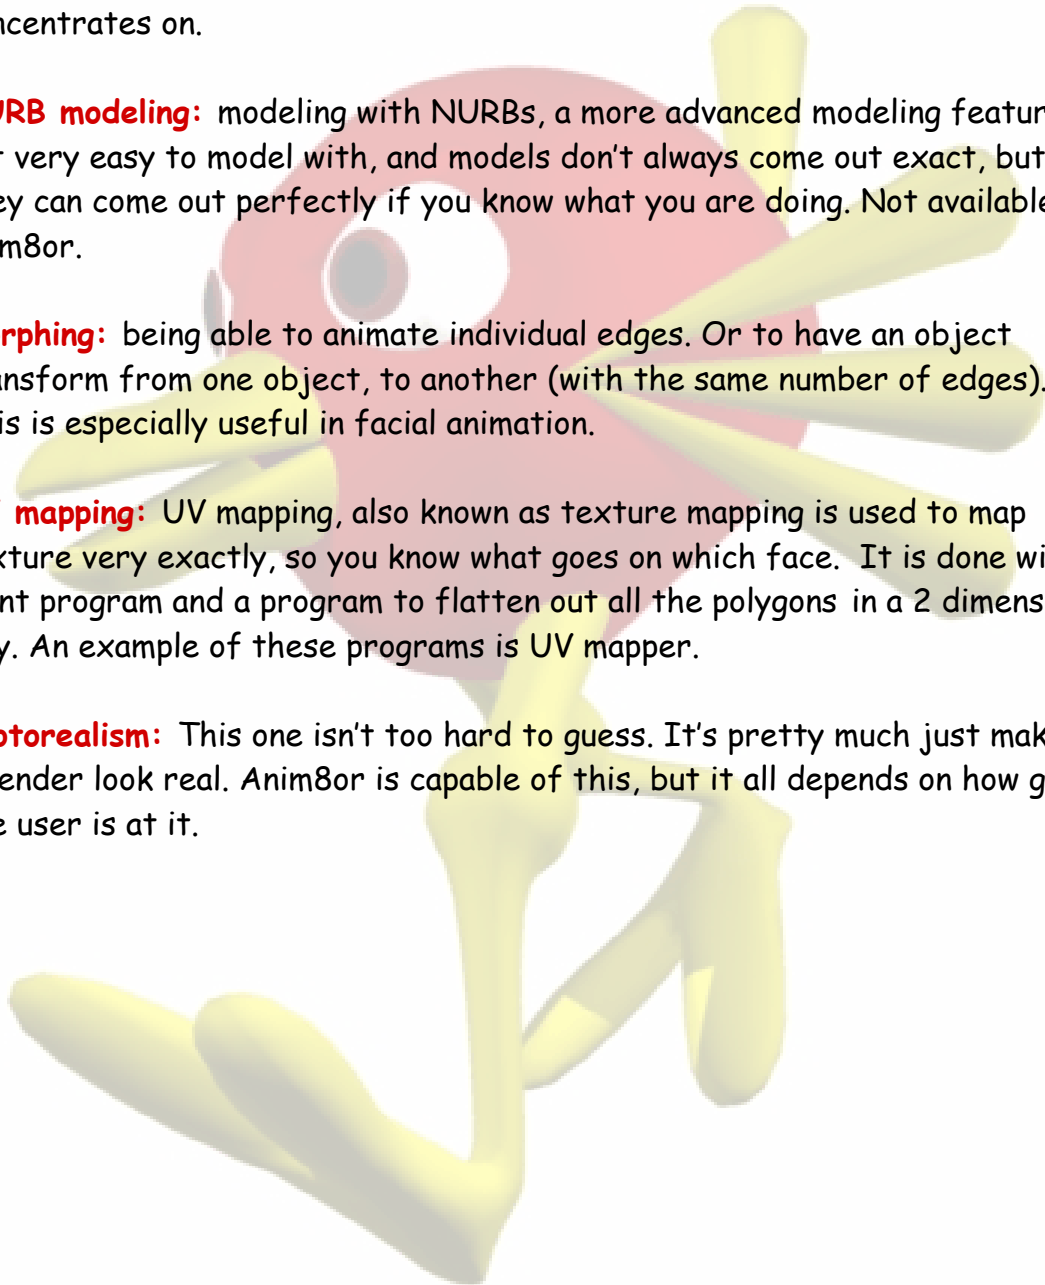 ncentrates on.
URB modeling: modeling with NURBs, a more advanced modeling featur
t very easy to model with, and models don't always come out exact, but
ey can come out perfectly if you know what you are doing. Not available
im8or.
rphing: being able to animate individual edges. Or to have an object
ansform from one object, to another (with the same number of edges).
is is especially useful in facial animation.
mapping: UV mapping, also known as texture mapping is used to map
xture very exactly, so you know what goes on which face. It is done wi
nt program and a program to flatten out all the polygons in a 2 dimens
y. An example of these programs is UV mapper.
otorealism: This one isn't too hard to guess. It's pretty much just mak
ender look real. Anim8or is capable of this, but it all depends on how g
e user is at it.